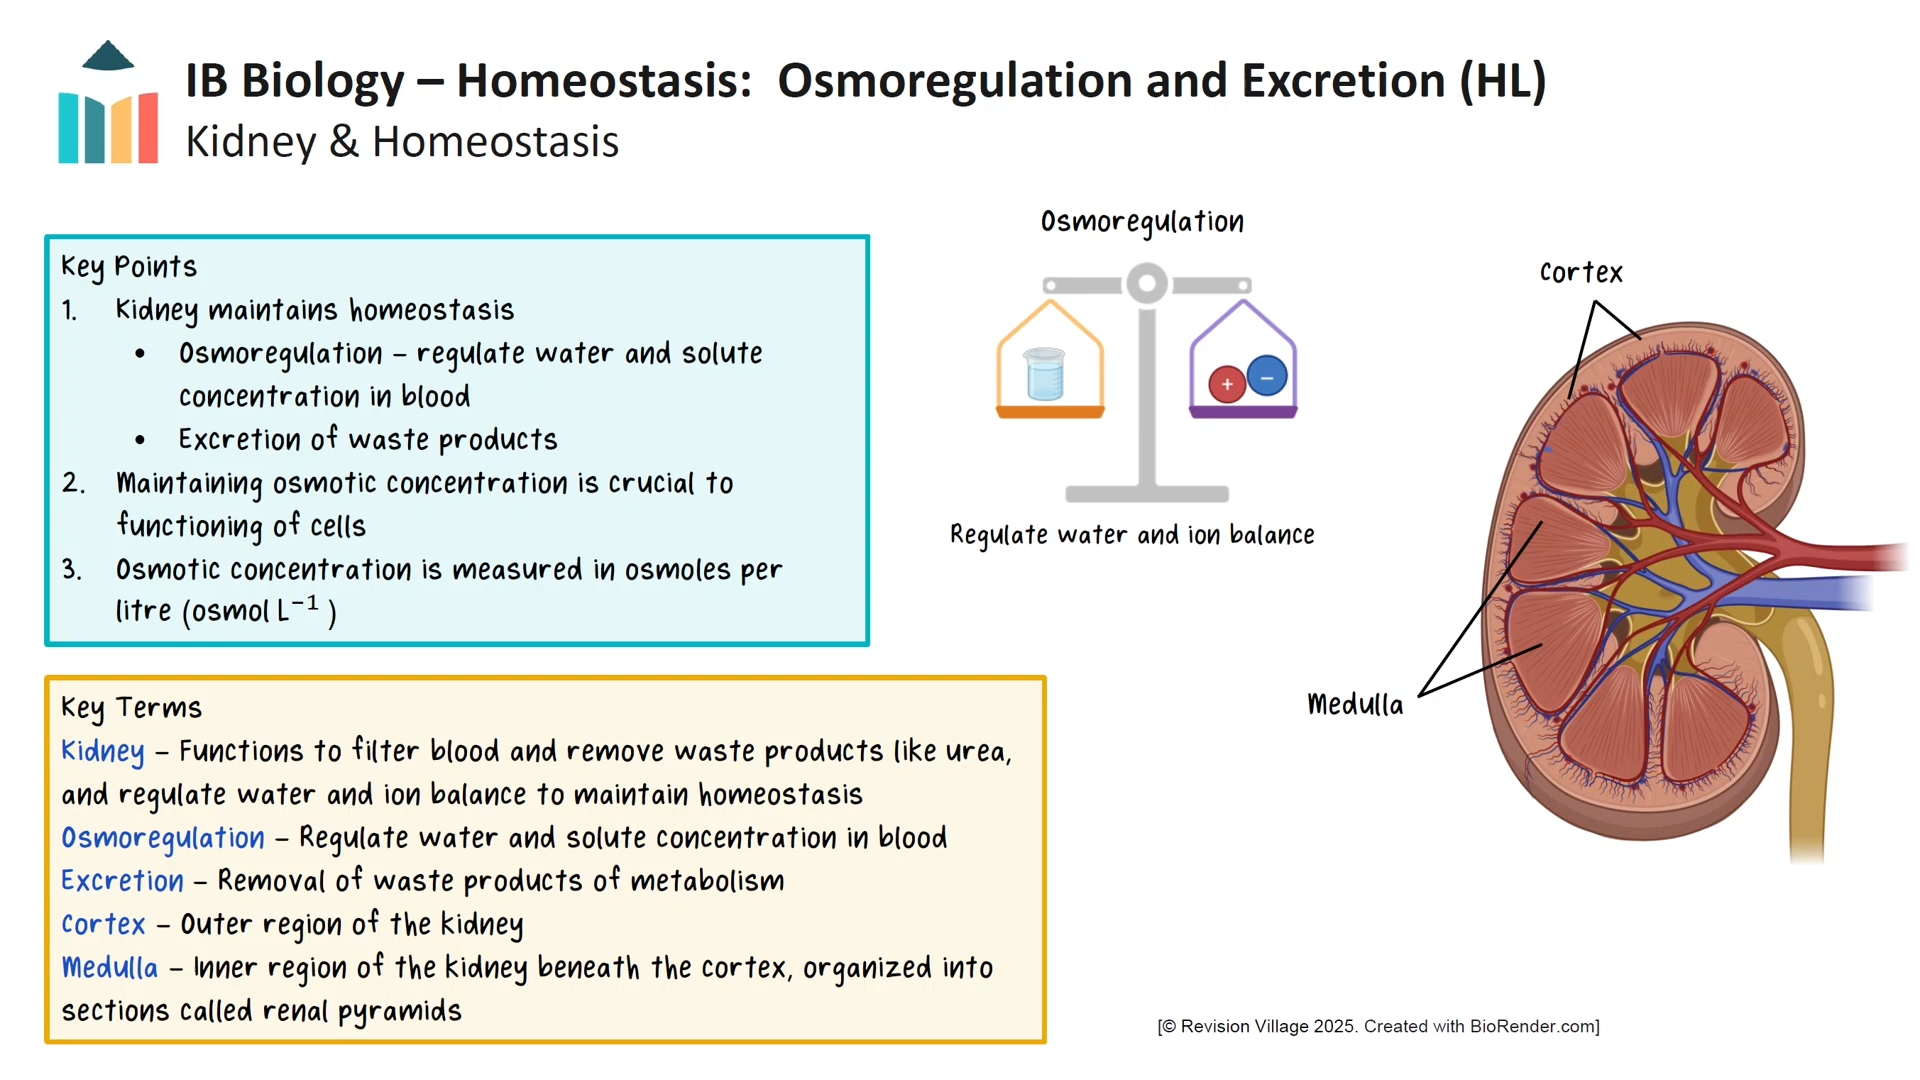 IB Biology – Homeostasis:  Osmoregulation and Excretion (HL)
Kidney & Homeostasis
Key Points
1. Kidney maintains homeostasis
• Osmoregulation – regulate water and solute
concentration in blood
• Excretion of waste products
2. Maintaining osmotic concentration is crucial to
functioning of cells
3. Osmotic concentration is measured in osmoles per
litre (osmol L⁻¹ )
Key Terms
Kidney – Functions to filter blood and remove waste products like urea,
and regulate water and ion balance to maintain homeostasis
Osmoregulation – Regulate water and solute concentration in blood
Excretion – Removal of waste products of metabolism
Cortex – Outer region of the kidney
Medulla – Inner region of the kidney beneath the cortex, organized into
sections called renal pyramids
Osmoregulation
+ −
Regulate water and ion balance
Cortex
Medulla
[© Revision Village 2025. Created with BioRender.com]